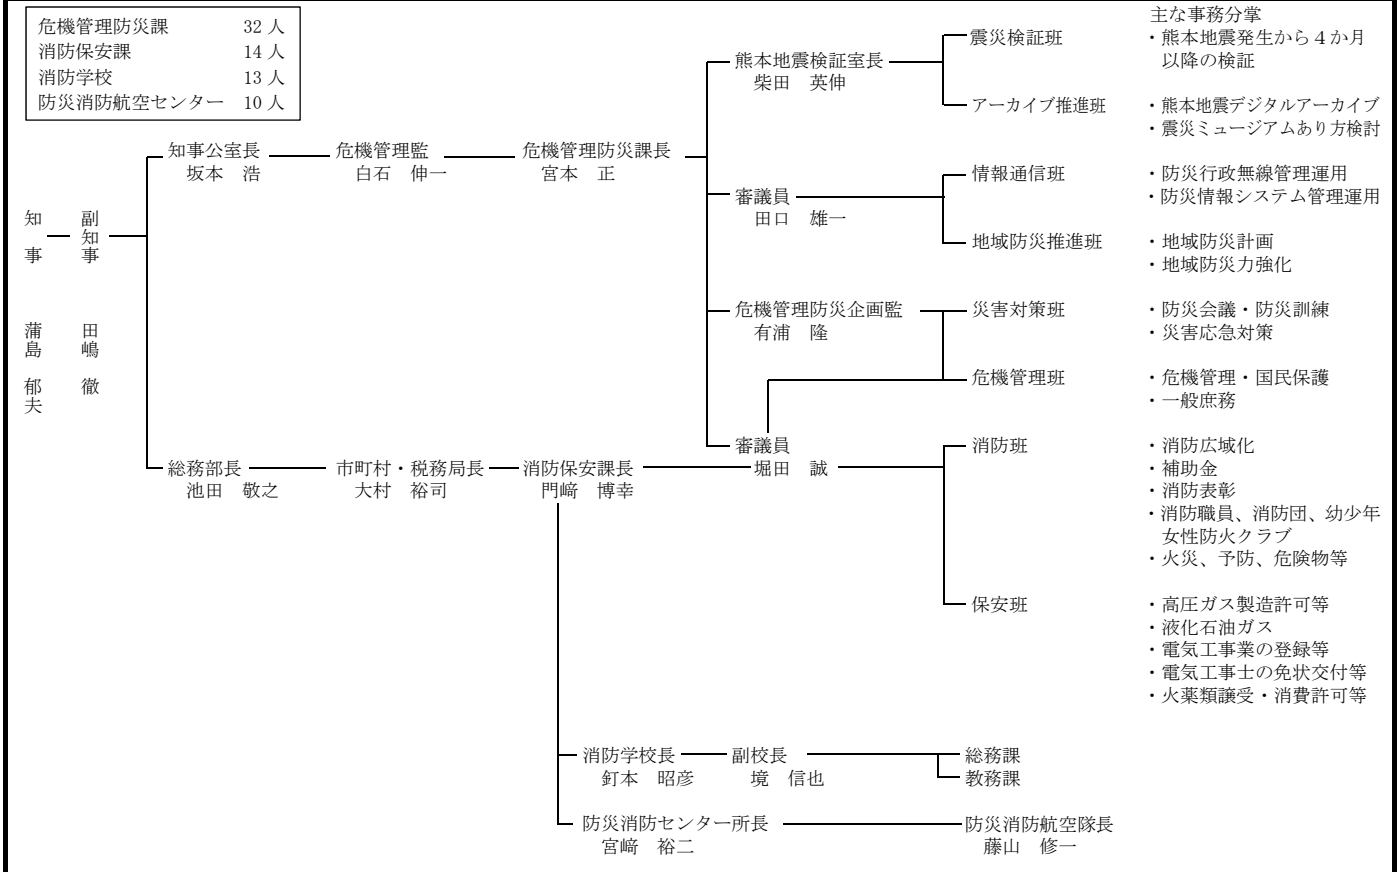 危機管理防災課 32 人
消防保安課 14 人
消防学校 13 人
防災消防航空センター 10 人
知事 蒲島 郁夫
副知事 田嶋 徹
知事公室長
坂本 浩
危機管理監
白石 伸一
危機管理防災課長
宮本 正
総務部長
池田 敬之
市町村・税務局長
大村 裕司
消防保安課長
門﨑 博幸
熊本地震検証室長
柴田 英伸
審議員
田口 雄一
危機管理防災企画監
有浦 隆
審議員
堀田 誠
主な事務分掌
震災検証班
・熊本地震発生から４か月
以降の検証
アーカイブ推進班
・熊本地震デジタルアーカイブ
・震災ミュージアムあり方検討
情報通信班
・防災行政無線管理運用
・防災情報システム管理運用
地域防災推進班
・地域防災計画
・地域防災力強化
災害対策班
・防災会議・防災訓練
・災害応急対策
危機管理班
・危機管理・国民保護
・一般庶務
消防班
・消防広域化
・補助金
・消防表彰
・消防職員、消防団、幼少年
女性防火クラブ
・火災、予防、危険物等
保安班
・高圧ガス製造許可等
・液化石油ガス
・電気工事業の登録等
・電気工事士の免状交付等
・火薬類譲受・消費許可等
消防学校長
釘本 昭彦
副校長
境 信也
総務課
教務課
防災消防センター所長
宮﨑 裕二
防災消防航空隊長
藤山 修一